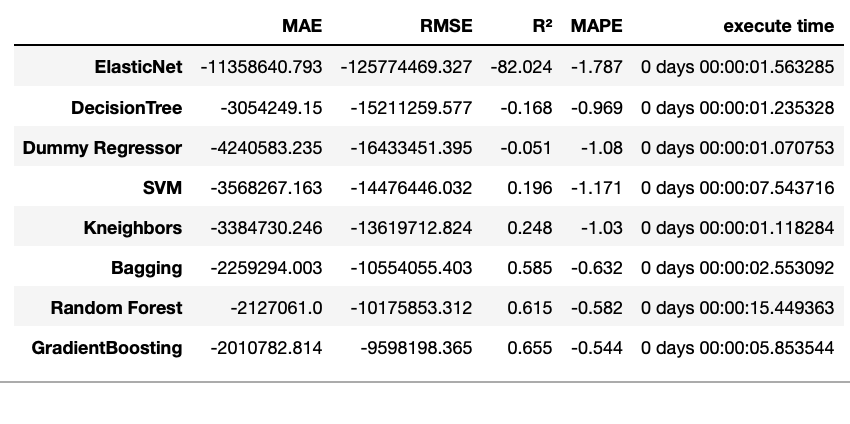 MAE RMSE R² MAPE execute time
ElasticNet -11358640.793 -125774469.327 -82.024 -1.787 0 days 00:00:01.563285
DecisionTree -3054249.15 -15211259.577 -0.168 -0.969 0 days 00:00:01.235328
Dummy Regressor -4240583.235 -16433451.395 -0.051 -1.08 0 days 00:00:01.070753
SVM -3568267.163 -14476446.032 0.196 -1.171 0 days 00:00:07.543716
Kneighbors -3384730.246 -13619712.824 0.248 -1.03 0 days 00:00:01.118284
Bagging -2259294.003 -10554055.403 0.585 -0.632 0 days 00:00:02.553092
Random Forest -2127061.0 -10175853.312 0.615 -0.582 0 days 00:00:15.449363
GradientBoosting -2010782.814 -9598198.365 0.655 -0.544 0 days 00:00:05.853544